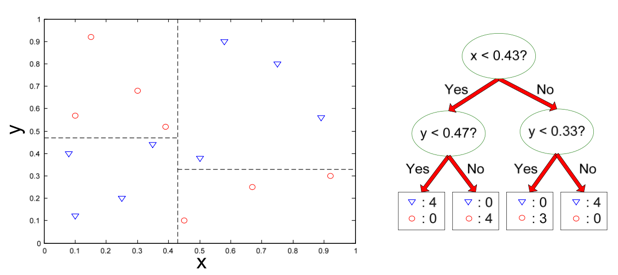 1
0.9
0.8
0.7
0.6
0.5
0.4
0.3
0.2
0.1
0
y
0 0.1 0.2 0.3 0.4 0.5 0.6 0.7 0.8 0.9 1
x
x < 0.43?
Yes No
y < 0.47? y < 0.33?
Yes No Yes No
: 4 : 0 : 0 : 4
: 0 : 4 : 3 : 0